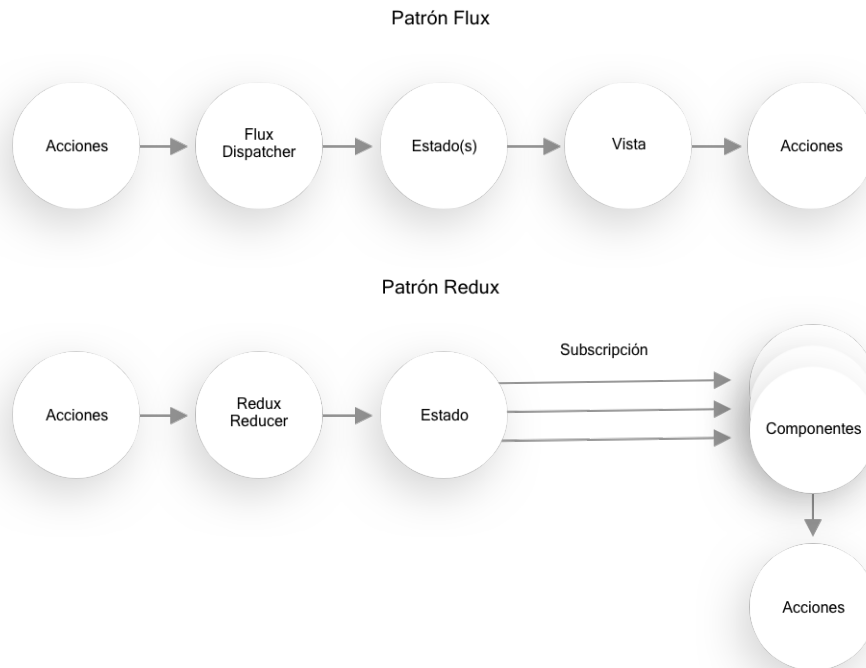 Patrón Flux
Acciones
Flux
Dispatcher
Estado(s)
Vista
Acciones
Patrón Redux
Acciones
Redux
Reducer
Estado
Subscripción
Componentes
Acciones